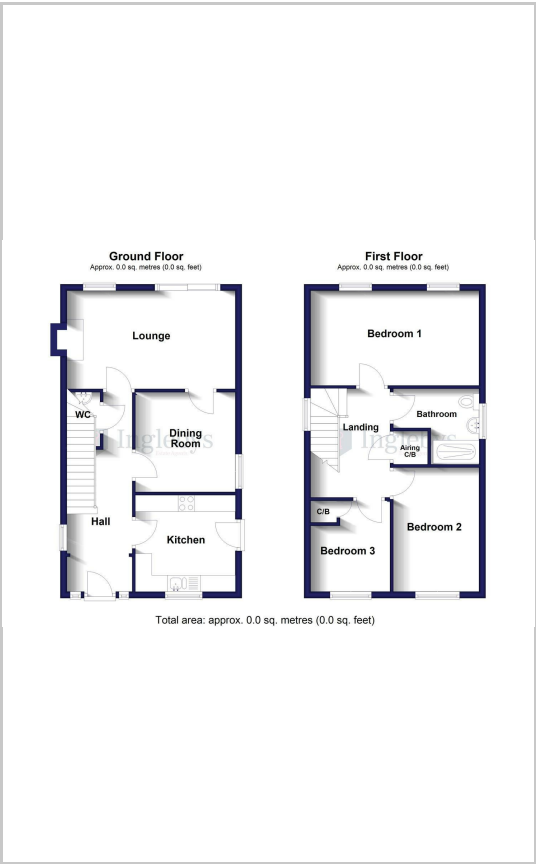 Ground Floor
Approx. 0.0 sq. metres (0.0 sq. feet)
Lounge
WC
Dining
Room
Hall
Kitchen
Inglebys
First Floor
Approx. 0.0 sq. metres (0.0 sq. feet)
Bedroom 1
Landing
Bathroom
Airing
C/B
C/B
Bedroom 2
Bedroom 3
Total area: approx. 0.0 sq. metres (0.0 sq. feet)